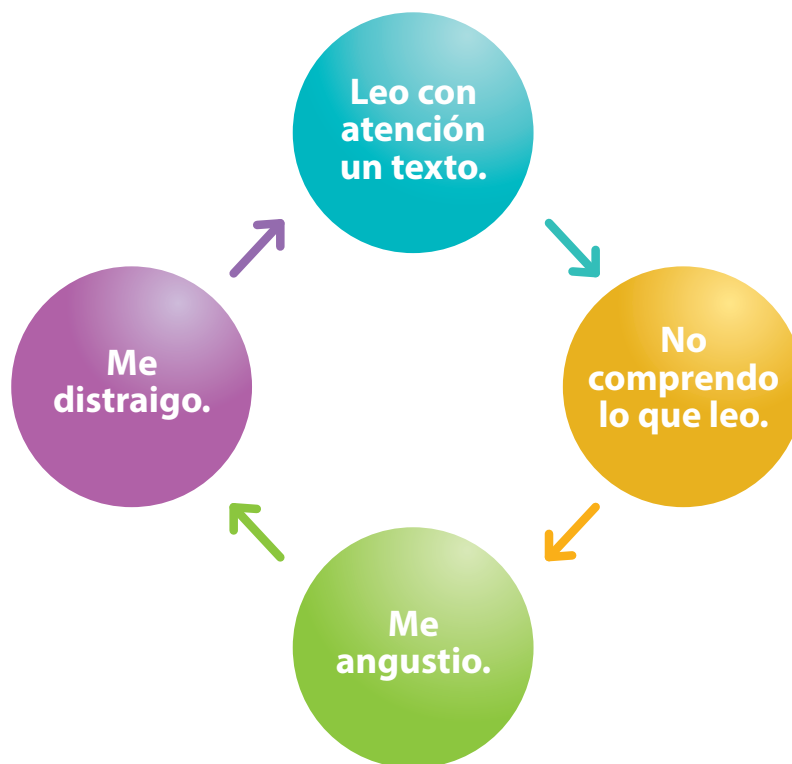 Leo con
atención
un texto.
No
comprendo
lo que leo.
Me
angustio.
Me
distraigo.